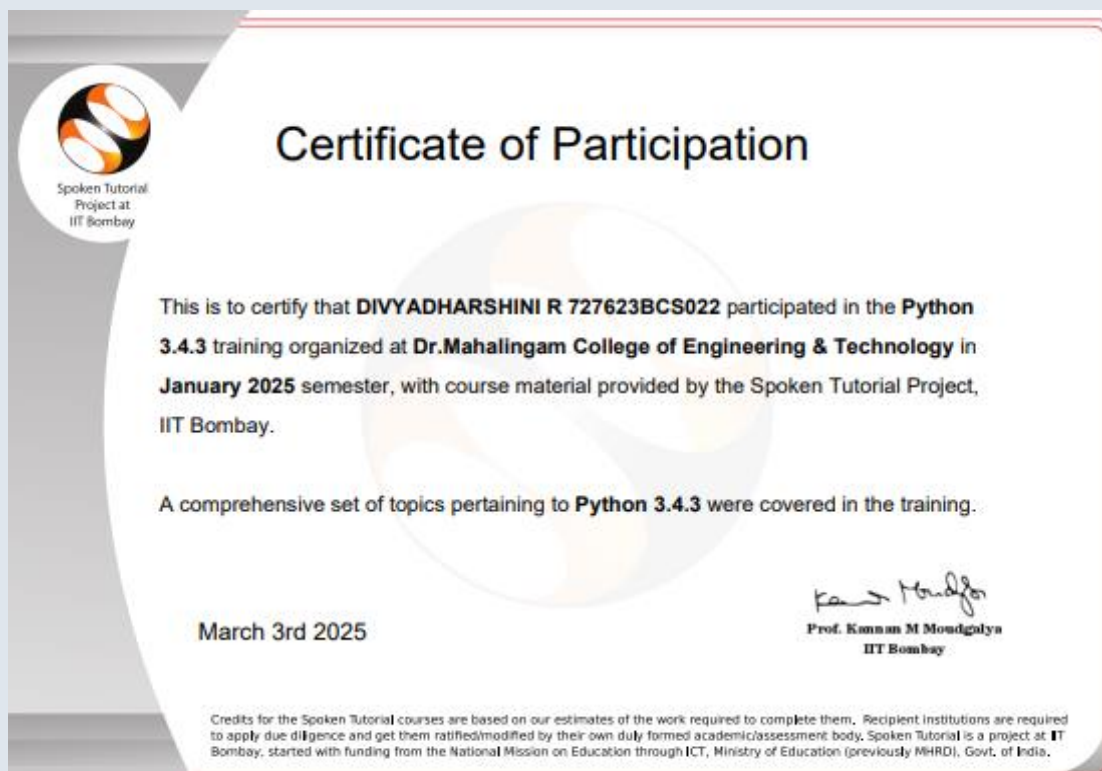 Spoken Tutorial
Project at
IIT Bombay
Certificate of Participation
This is to certify that DIVYADHARSHINI R 727623BCS022 participated in the Python
3.4.3 training organized at Dr.Mahalingam College of Engineering & Technology in
January 2025 semester, with course material provided by the Spoken Tutorial Project,
IIT Bombay.
A comprehensive set of topics pertaining to Python 3.4.3 were covered in the training.
March 3rd 2025
Prof. Kannan M Moudgalya
IIT Bombay
Credits for the Spoken Tutorial courses are based on our estimates of the work required to complete them. Recipient institutions are required
to apply due diligence and get them ratified/modified by their own duly formed academic/assessment body. Spoken Tutorial is a project at IIT
Bombay, started with funding from the National Mission on Education through ICT, Ministry of Education (previously MHRD), Govt. of India.